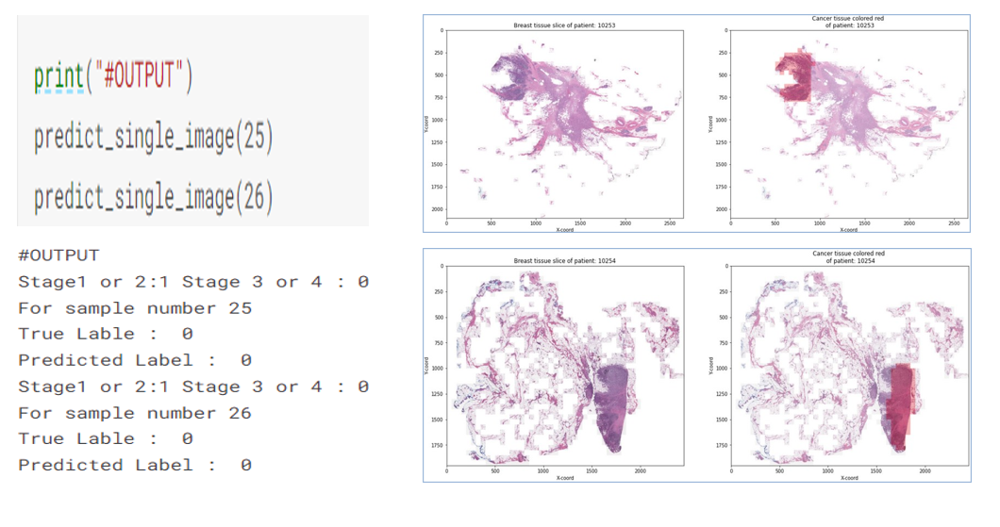 print("#OUTPUT")
predict_single_image(25)
predict_single_image(26)
#OUTPUT
Stage1 or 2:1 Stage 3 or 4 : 0
For sample number 25
True Lable : 0
Predicted Label : 0
Stage1 or 2:1 Stage 3 or 4 : 0
For sample number 26
True Lable : 0
Predicted Label : 0
Breast tissue slice of patient: 10253
0
250
500
750
1000
1250
1500
1750
2000
Y-coord
0
500
1000
1500
2000
2500
X-coord
Cancer tissue colored red
of patient: 10253
0
250
500
750
1000
1250
1500
1750
2000
Y-coord
0
500
1000
1500
2000
2500
X-coord
Breast tissue slice of patient: 10254
0
250
500
750
1000
1250
1500
1750
Y-coord
0
500
1000
1500
2000
X-coord
Cancer tissue colored red
of patient: 10254
0
250
500
750
1000
1250
1500
1750
Y-coord
0
500
1000
1500
2000
X-coord